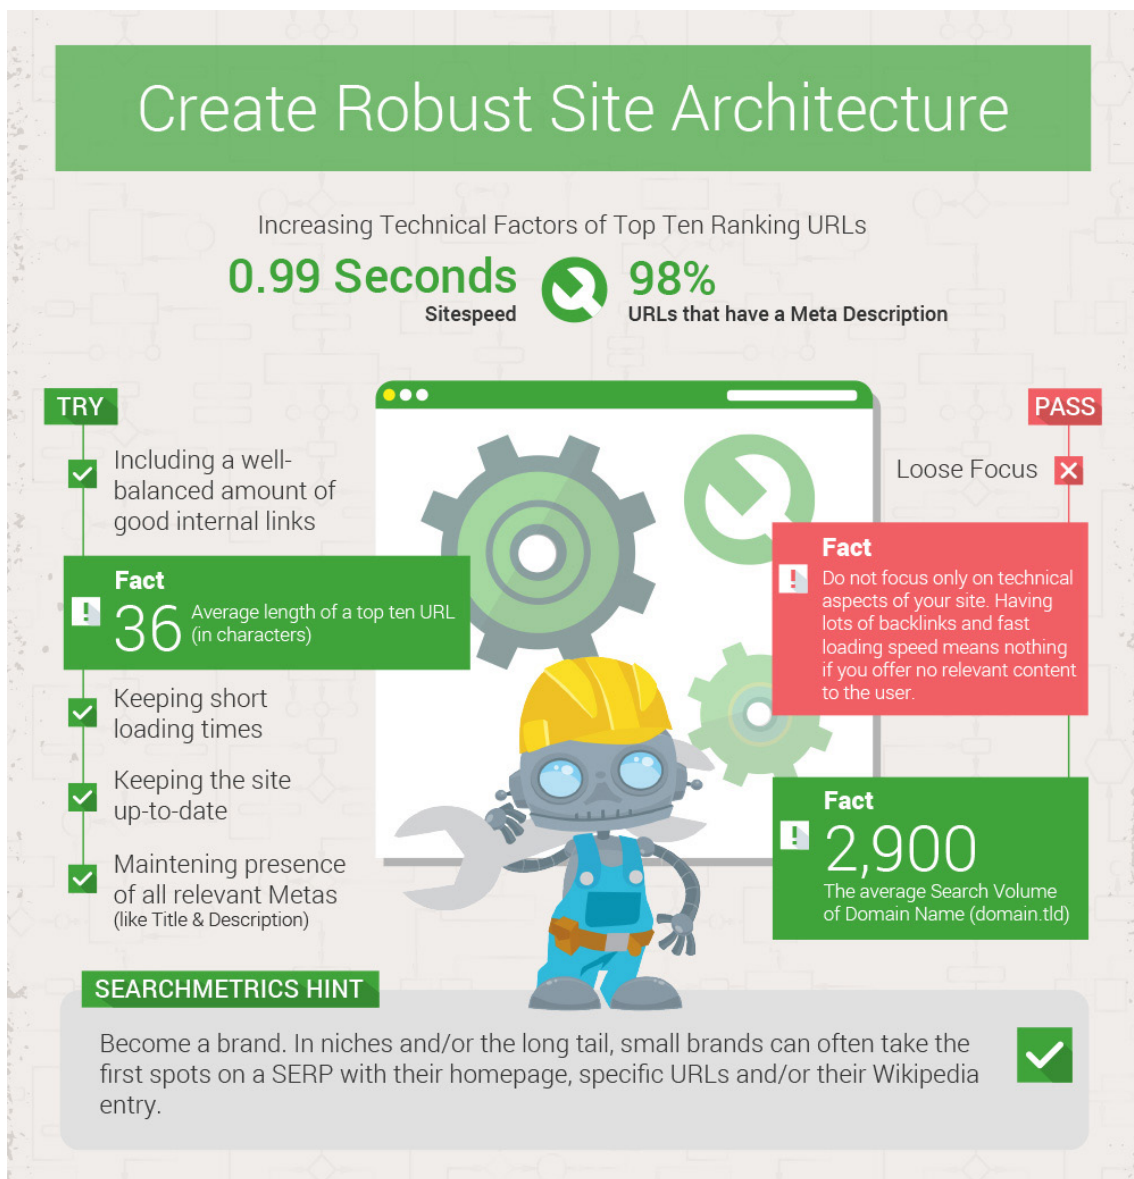 Create Robust Site Architecture
Increasing Technical Factors of Top Ten Ranking URLs
0.99 Seconds
Sitespeed
98%
URLs that have a Meta Description
TRY
Including a well-
balanced amount of
good internal links
Fact
36
Average length of a top ten URL
(in characters)
Keeping short
loading times
Keeping the site
up-to-date
Maintening presence
of all relevant Metas
(like Title & Description)
PASS
Loose Focus
Fact
Do not focus only on technical
aspects of your site. Having
lots of backlinks and fast
loading speed means nothing
if you offer no relevant content
to the user.
Fact
2,900
The average Search Volume
of Domain Name (domain.tld)
SEARCHMETRICS HINT
Become a brand. In niches and/or the long tail, small brands can often take the
first spots on a SERP with their homepage, specific URLs and/or their Wikipedia
entry.